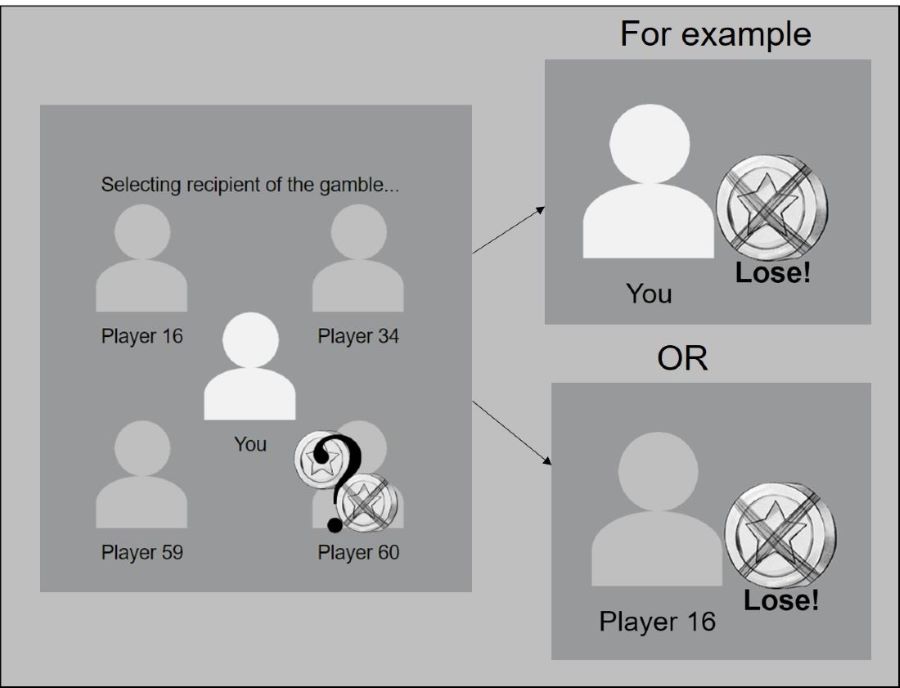 For example
Selecting recipient of the gamble...
Player 16
Player 34
You
Player 59
?
Player 60
You
Lose!
OR
Player 16
Lose!